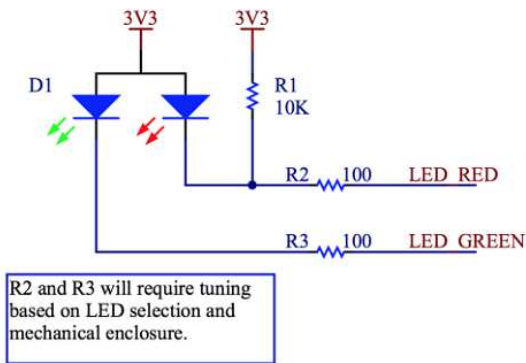 3V3 3V3
D1
R1
10K
R2 100 LED_RED
R3 100 LED_GREEN
R2 and R3 will require tuning
based on LED selection and
mechanical enclosure.